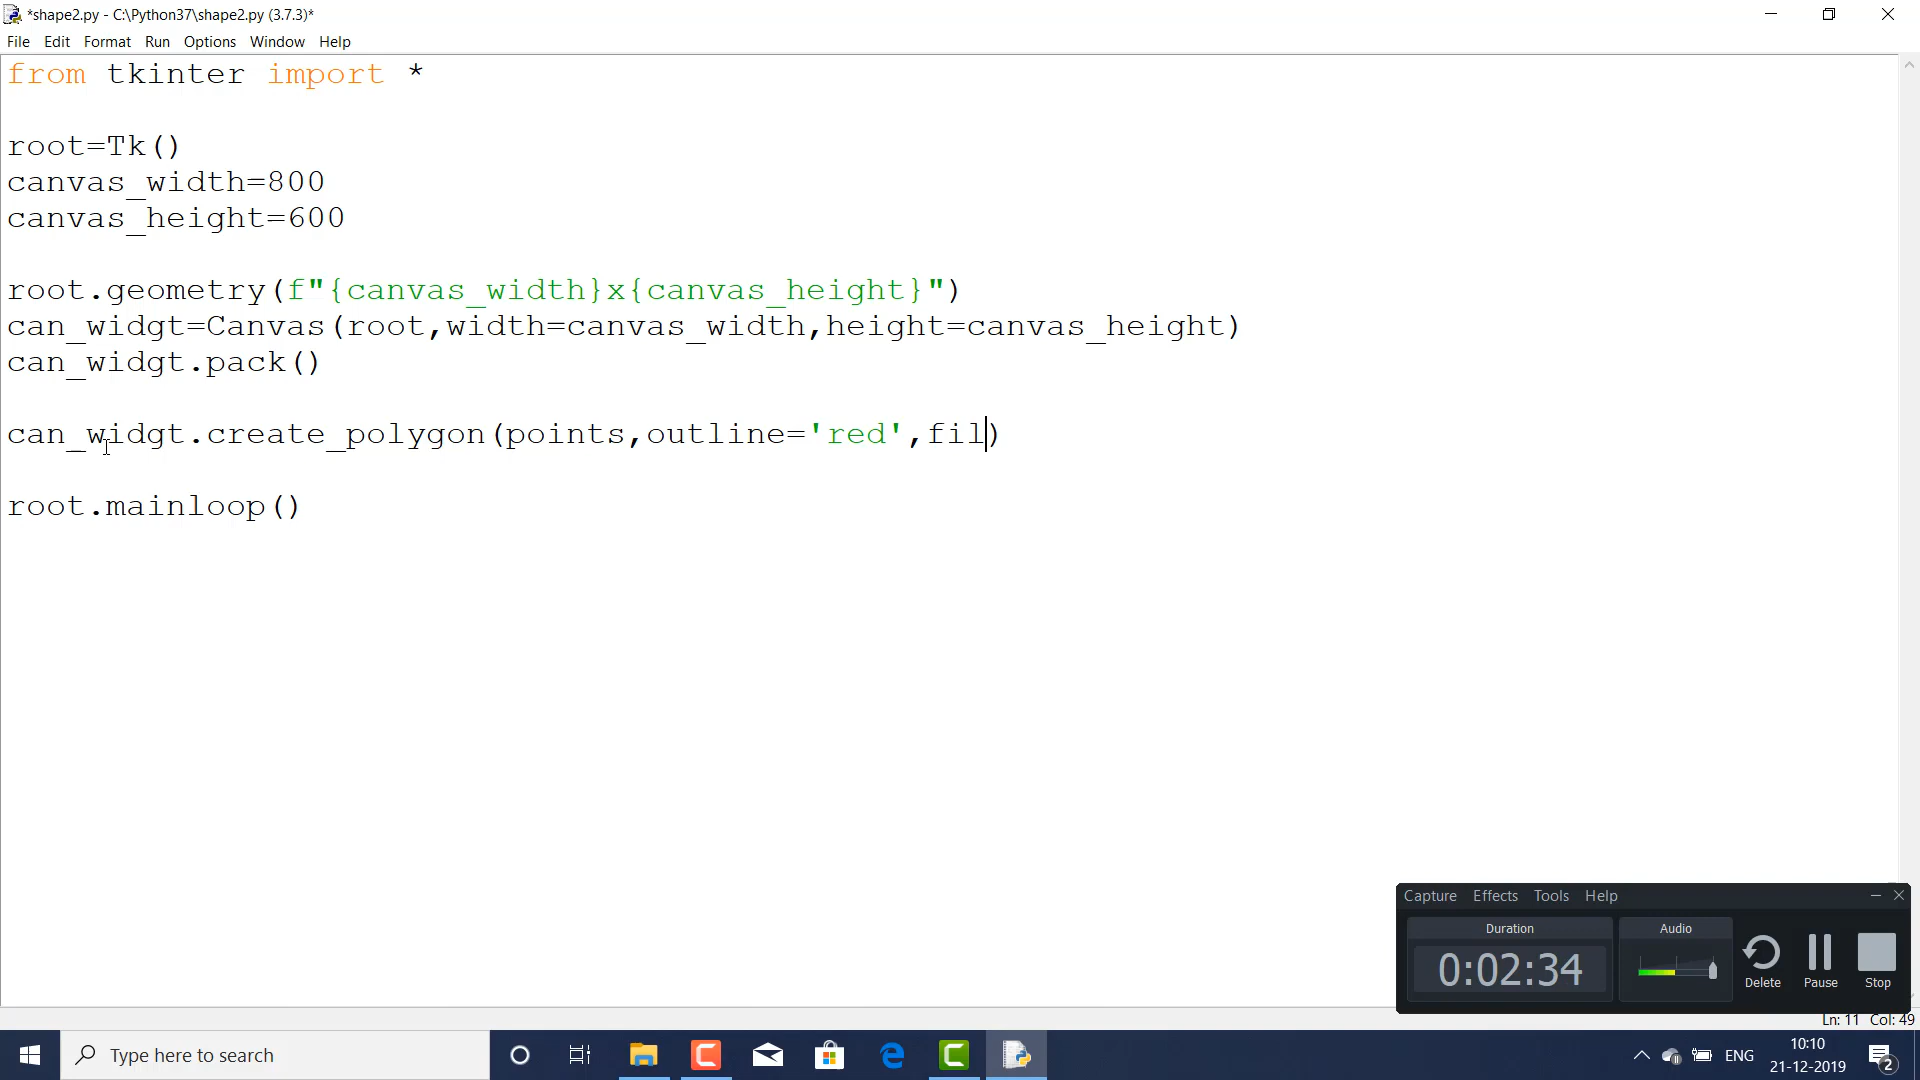 *shape2.py - C:\Python37\shape2.py (3.7.3)*
File Edit Format Run Options Window Help
from tkinter import *
root=Tk()
canvas_width=800
canvas_height=600
root.geometry(f"{canvas_width}x{canvas_height}")
can_widgt=Canvas(root,width=canvas_width,height=canvas_height)
can_widgt.pack()
can_widgt.create_polygon(points,outline='red',fil)
root.mainloop()
Capture Effects Tools Help
Duration Audio
0:02:34
Delete Pause Stop
Ln: 11 Col: 49
Type here to search
ENG
10:10
21-12-2019
2